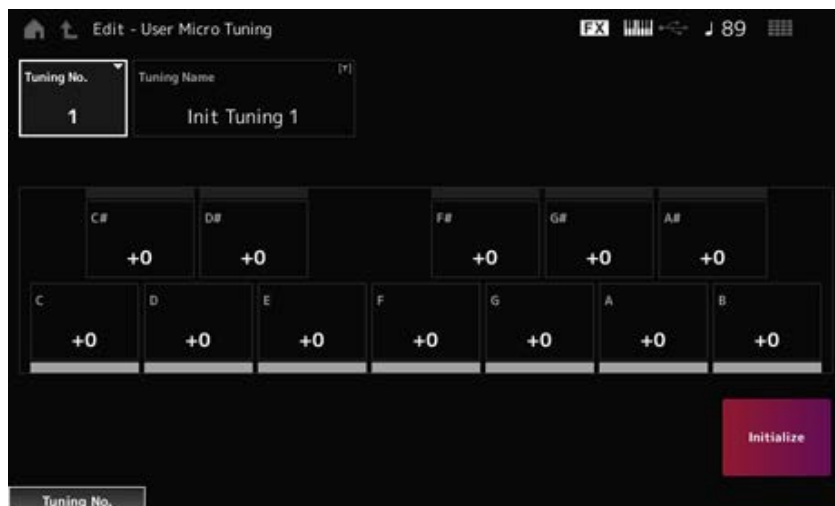 Edit - User Micro Tuning FX ♩ 89
Tuning No. Tuning Name [T]
1 Init Tuning 1
C# D# F# G# A#
+0 +0 +0 +0 +0
C D E F G A B
+0 +0 +0 +0 +0 +0 +0
Initialize
Tuning No.